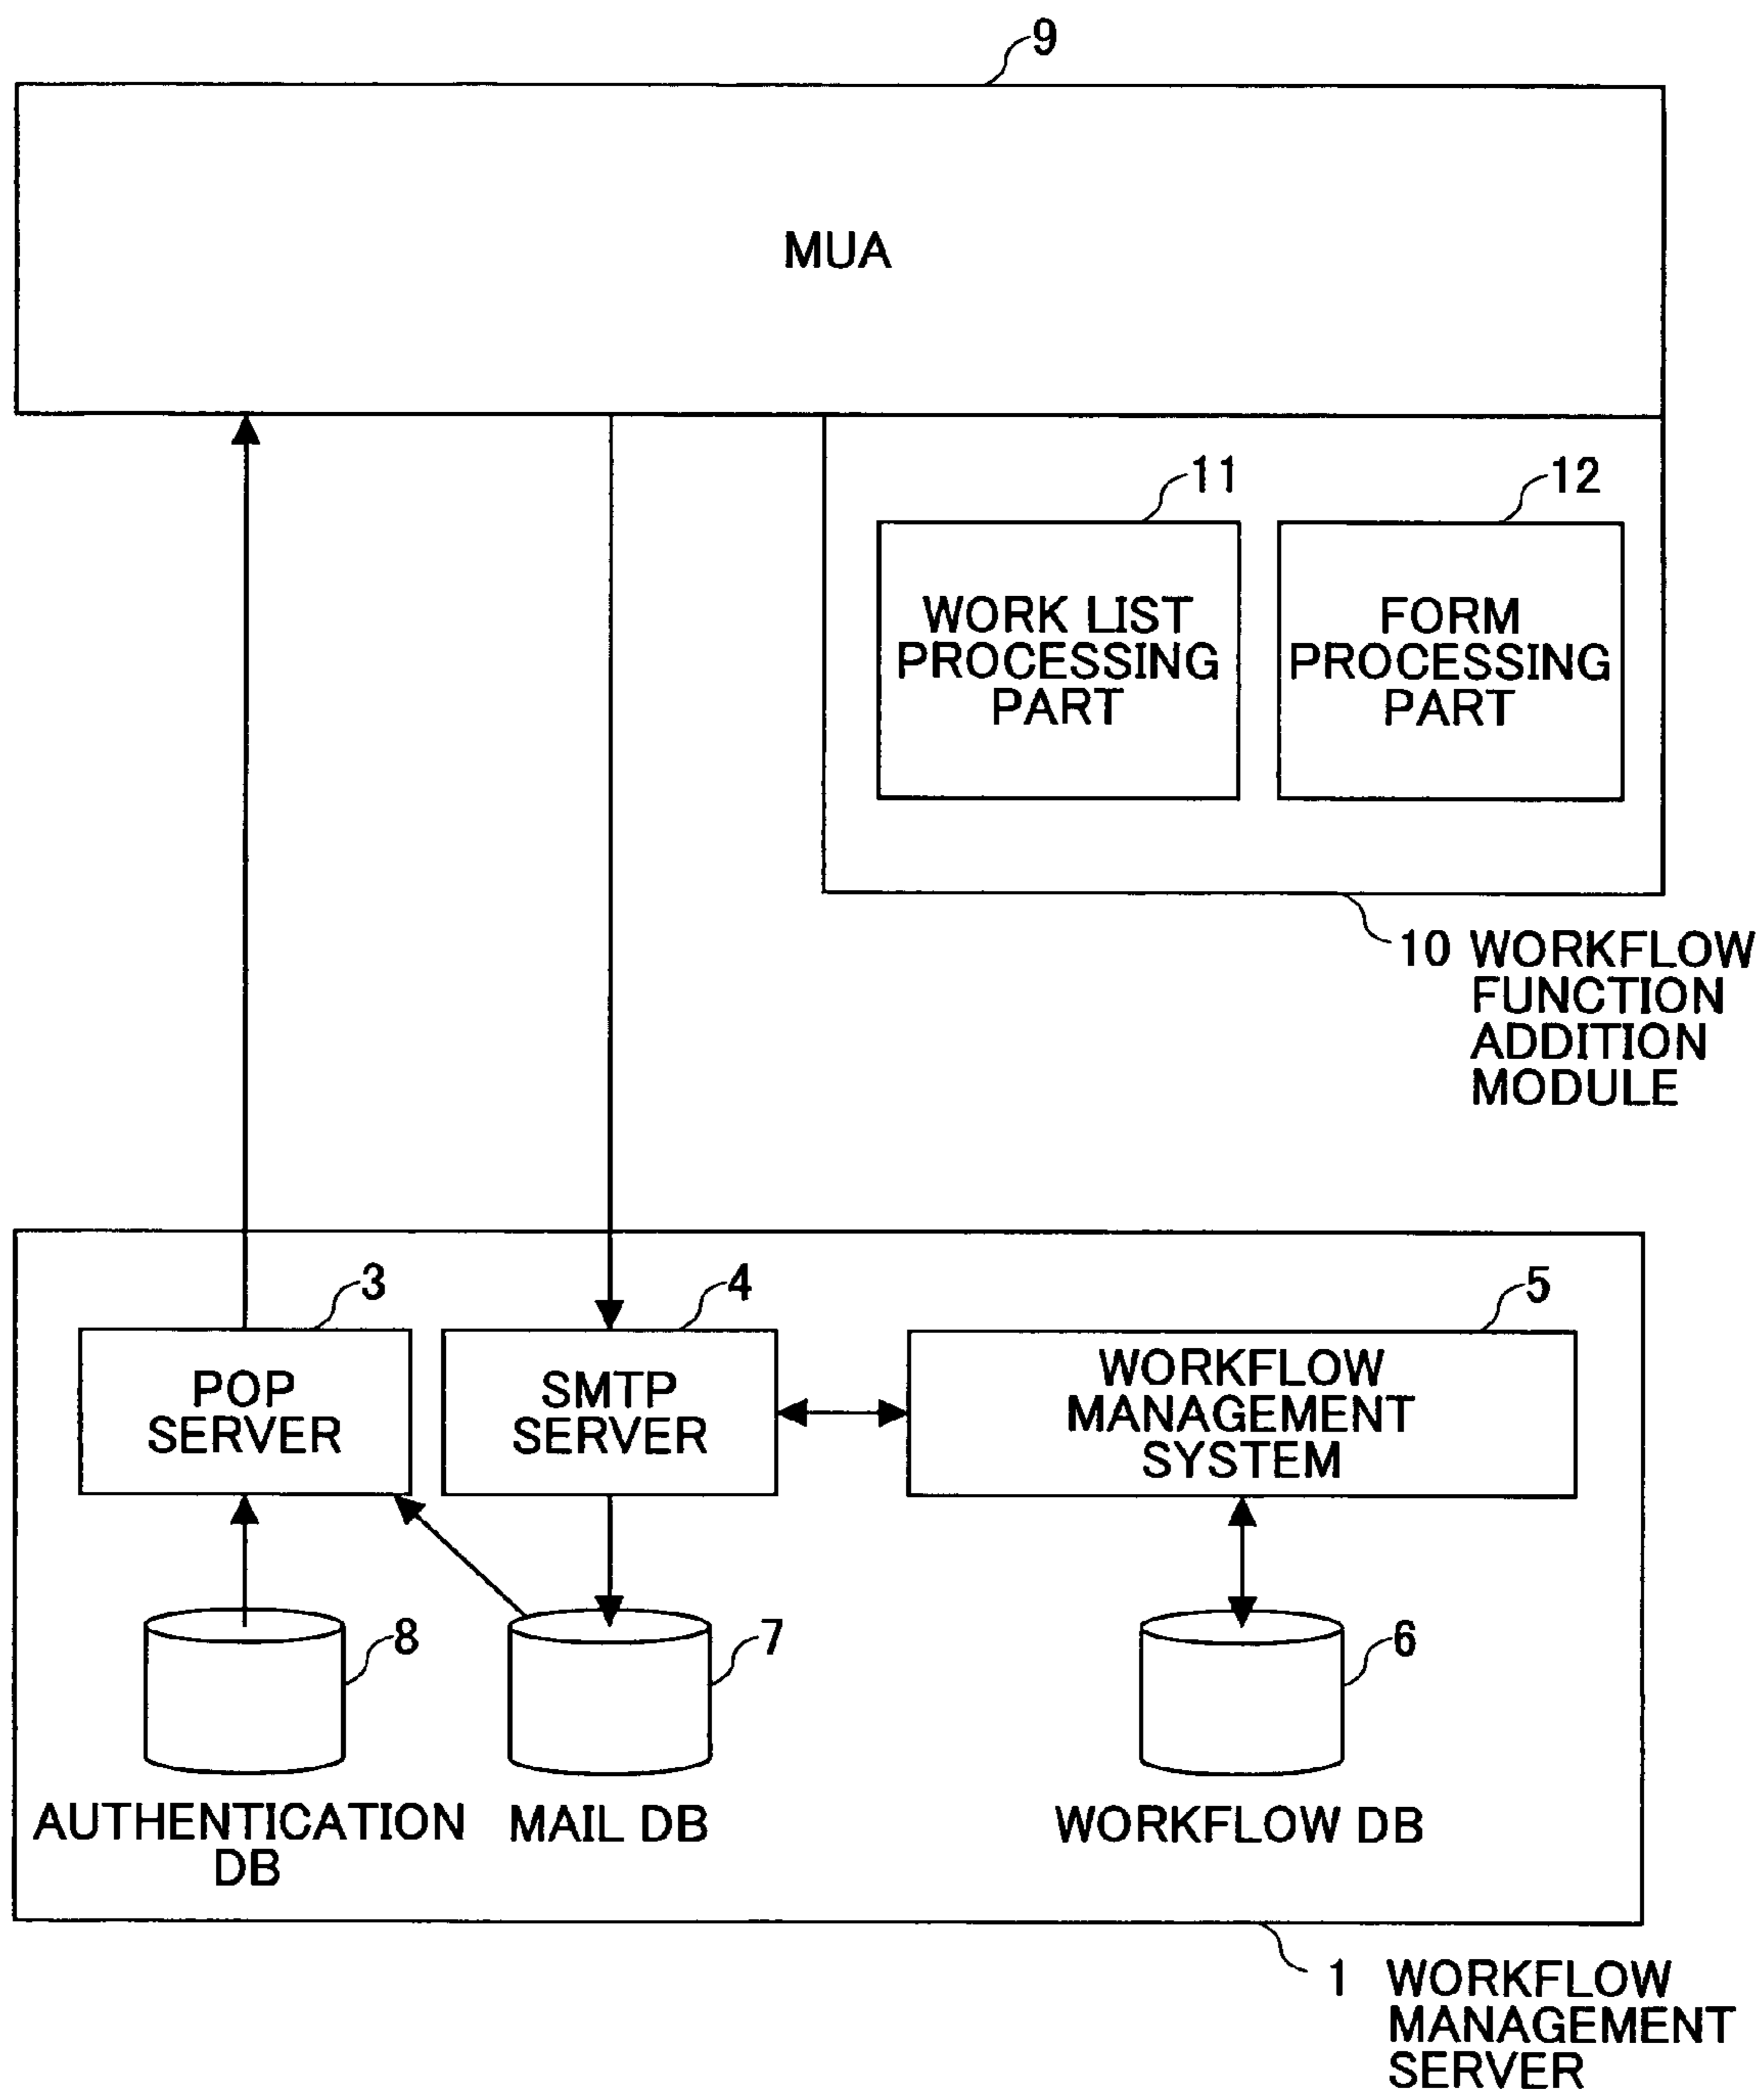 9
MUA
11
12
WORK LIST
PROCESSING
PART
FORM
PROCESSING
PART
10 WORKFLOW
FUNCTION
ADDITION
MODULE
3
4
5
POP
SERVER
SMTP
SERVER
WORKFLOW
MANAGEMENT
SYSTEM
8
7
6
AUTHENTICATION
DB
MAIL DB
WORKFLOW DB
1 WORKFLOW
MANAGEMENT
SERVER